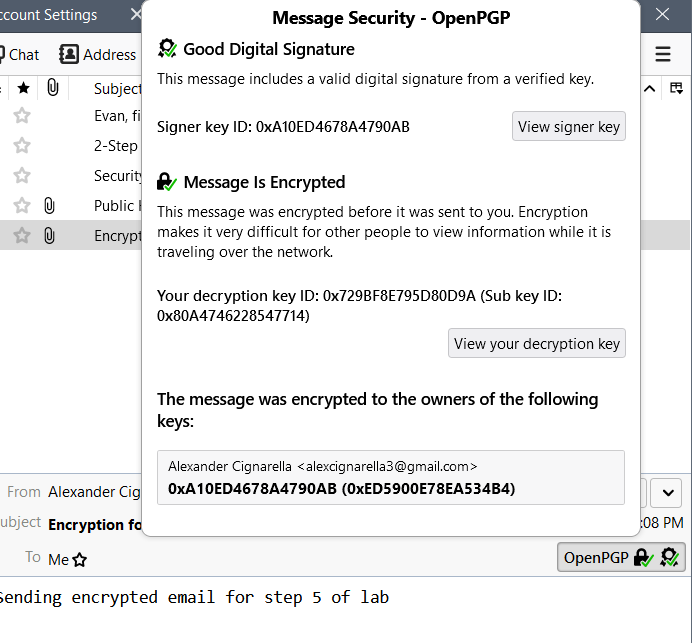 ccount Settings
Message Security - OpenPGP
Chat
Address
Good Digital Signature
This message includes a valid digital signature from a verified key.
Subject
Signer key ID: 0xA10ED4678A4790AB
View signer key
Evan, fi
2-Step
Security
Message Is Encrypted
Public
This message was encrypted before it was sent to you. Encryption
makes it very difficult for other people to view information while it is
traveling over the network.
Encrypt
Your decryption key ID: 0x729BF8E795D80D9A (Sub key ID:
0x80A4746228547714)
View your decryption key
The message was encrypted to the owners of the following
keys:
Alexander Cignarella <alexcignarella3@gmail.com>
0xA10ED4678A4790AB (0xED5900E78EA534B4)
From Alexander Cig
ubject Encryption fo
:08 PM
To Me
OpenPGP
Sending encrypted email for step 5 of lab